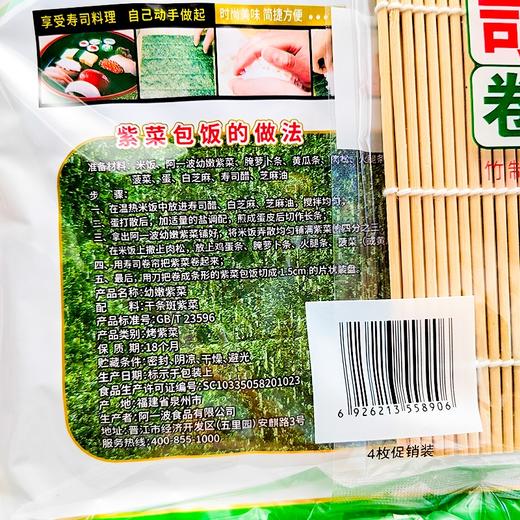 享受寿司料理 自己动手做起 时尚美味 简捷方便
司
卷
竹制
紫菜包饭的做法
准备材料：米饭、阿一波幼嫩紫菜、腌萝卜条、黄瓜条、肉松、火腿条
菠菜、蛋、白芝麻、寿司醋、芝麻油
步 骤：
一、在温热米饭中放进寿司醋、白芝麻、芝麻油，搅拌均匀。
二、蛋打散后，加适量的盐调配，煎成蛋皮后切作长条；
三、拿出阿一波幼嫩紫菜铺好，将米饭弄散均匀铺满紫菜的四分之三，
在米饭上撒上肉松，放上鸡蛋条、腌萝卜条、火腿条、菠菜（或黄
四、用寿司卷帘把紫菜卷起来；
五、最后，用刀把卷成条形的紫菜包饭切成1.5cm的片状装盘。
产品名称：幼嫩紫菜
配 料：干条斑紫菜
产品标准号：GB/T 23596
产品类别：烤紫菜
保 质 期：18个月
贮藏条件：密封、阴凉、干燥、避光
生产日期：标示于包装上
食品生产许可证编号：SC10335058201023
产 地：福建省泉州市
生 产 商：阿一波食品有限公司
地 址：晋江市经济开发区（五里园）安麒路3号
服务热线：400-855-1000
6 926213 558906
4枚促销装